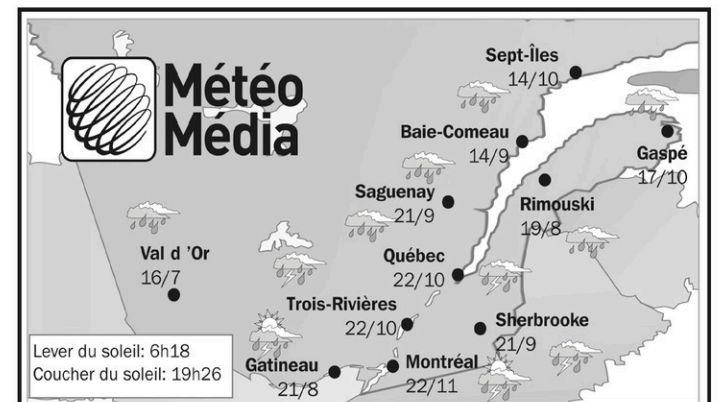 Météo
Média
Sept-Îles
14/10
Baie-Comeau
14/9
Gaspé
17/10
Saguenay
21/9
Rimouski
19/8
Val d 'Or
16/7
Québec
22/10
Trois-Rivières
22/10
Sherbrooke
21/9
Lever du soleil: 6h18
Coucher du soleil: 19h26
Gatineau
21/8
Montréal
22/11